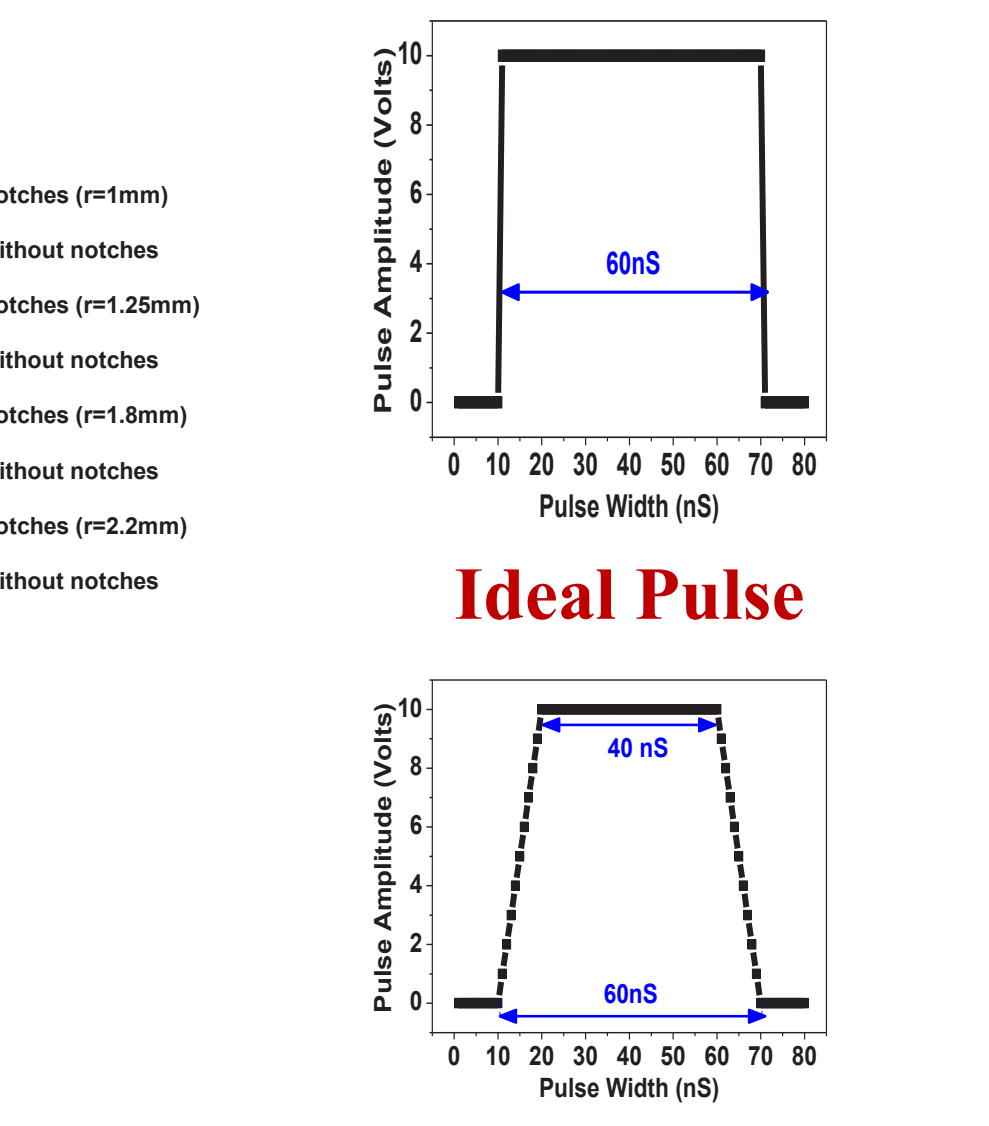 otches (r=1mm)
ithout notches
otches (r=1.25mm)
ithout notches
otches (r=1.8mm)
ithout notches
otches (r=2.2mm)
ithout notches
Pulse Amplitude (Volts)
10
8
6
4
2
0
60nS
0 10 20 30 40 50 60 70 80
Pulse Width (nS)
Ideal Pulse
Pulse Amplitude (Volts)
10
8
6
4
2
0
40 nS
60nS
0 10 20 30 40 50 60 70 80
Pulse Width (nS)